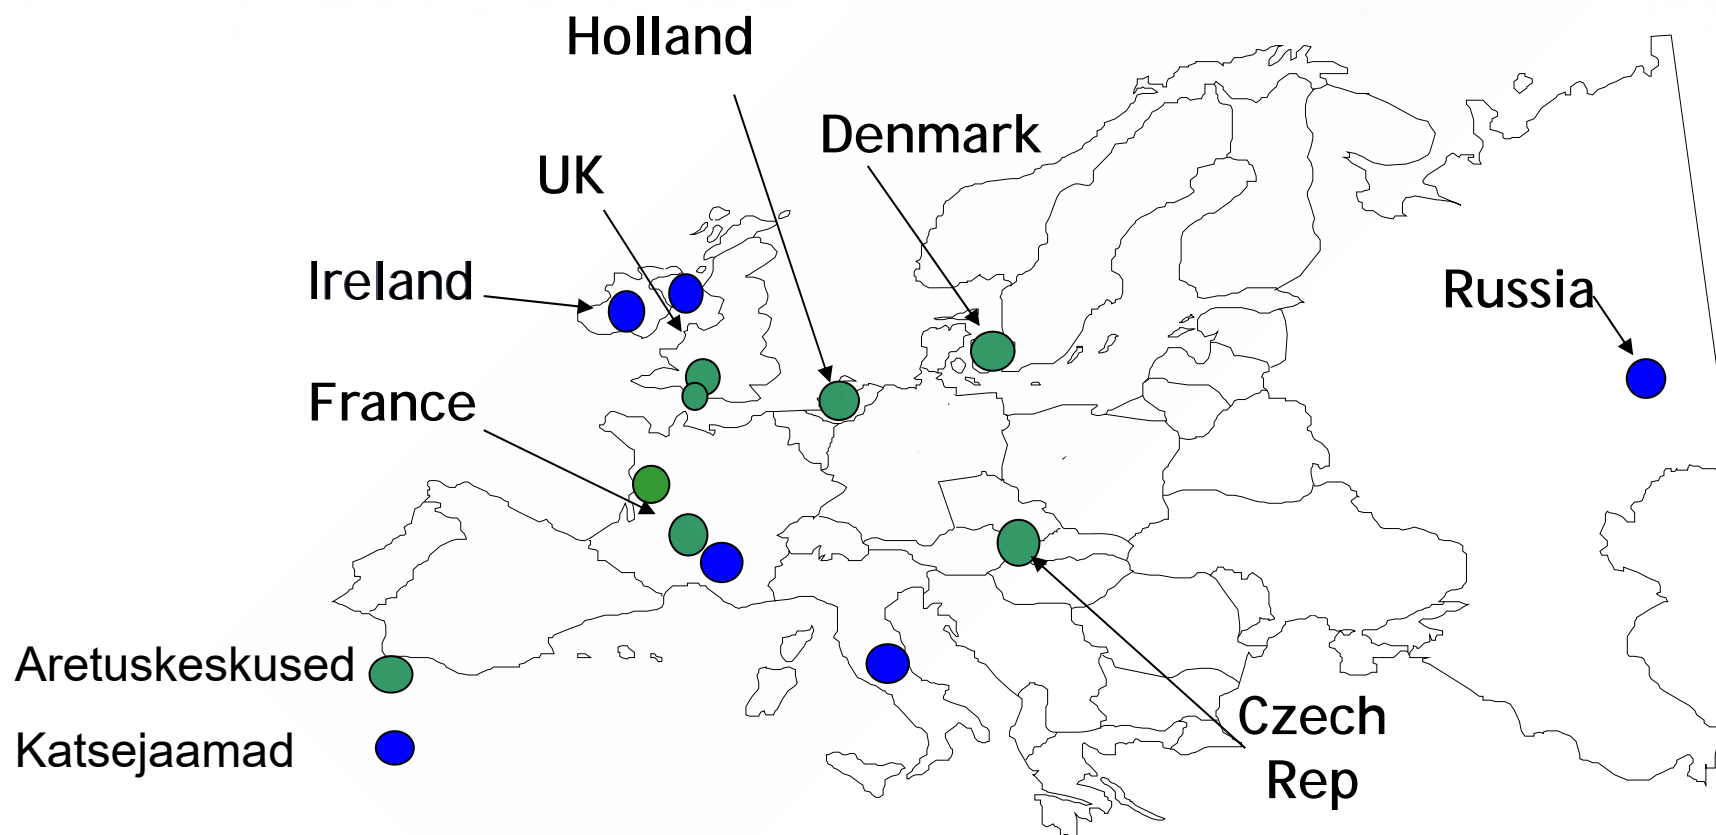 Holland
Denmark
UK
Ireland
Russia
France
Aretuskeskused
Katsejaamad
Czech
Rep